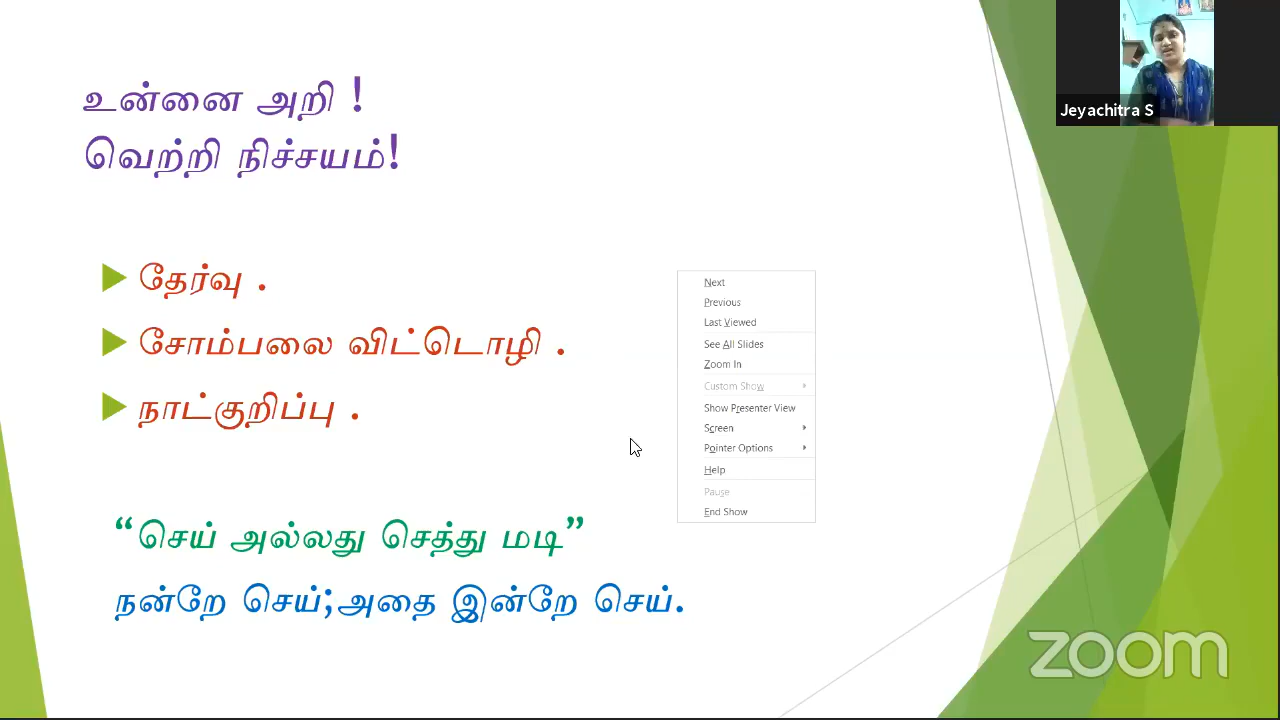 உன்னை அறி !
வெற்றி நிச்சயம்!
தேர்வு .
சோம்பலை விட்டொழி .
நாட்குறிப்பு .
“செய் அல்லது செத்து மடி”
நன்றே செய்;அதை இன்றே செய்.
Next
Previous
Last Viewed
See All Slides
Zoom In
Custom Show
Show Presenter View
Screen
Pointer Options
Help
Pause
End Show
Jeyachitra S
zoom